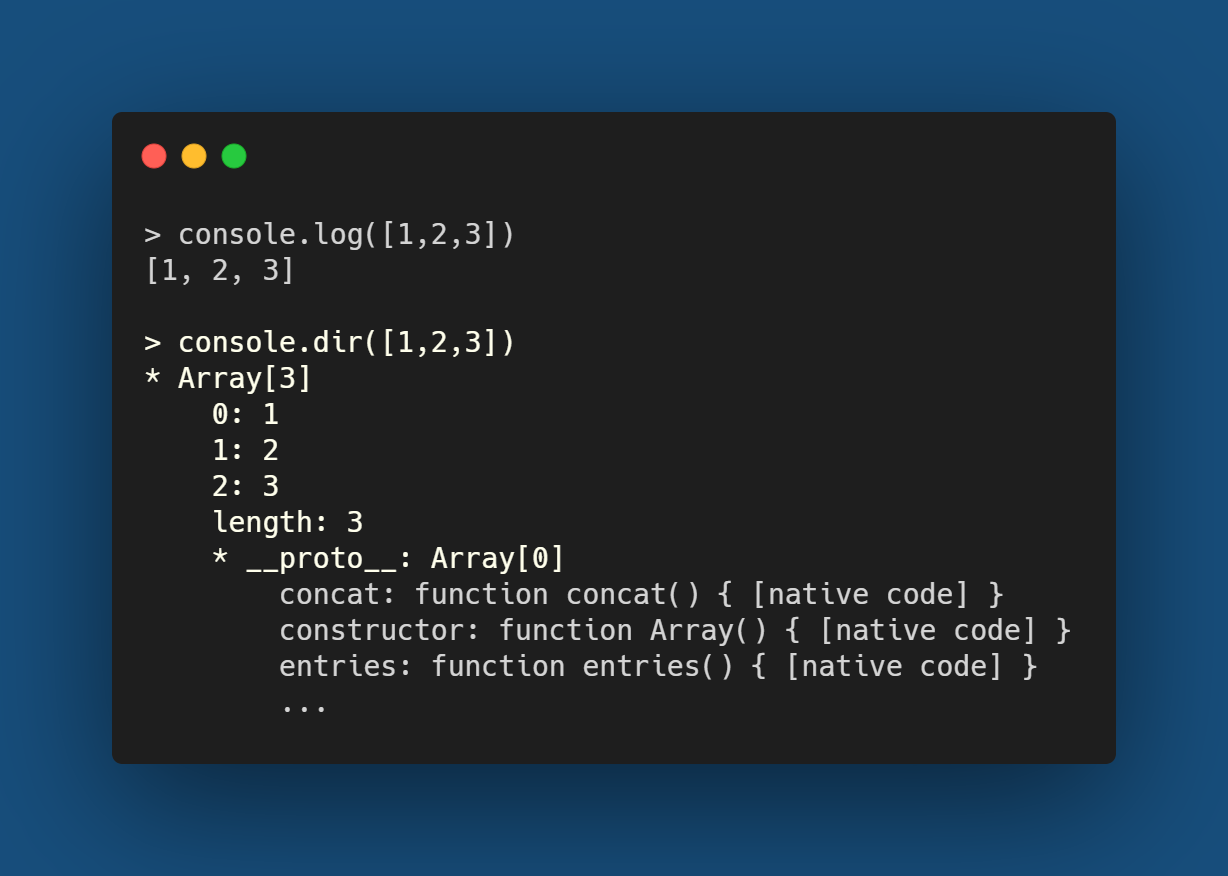 > console.log([1,2,3])
[1, 2, 3]

> console.dir([1,2,3])
* Array[3]
    0: 1
    1: 2
    2: 3
    length: 3
    * __proto__: Array[0]
        concat: function concat() { [native code] }
        constructor: function Array() { [native code] }
        entries: function entries() { [native code] }
        ...